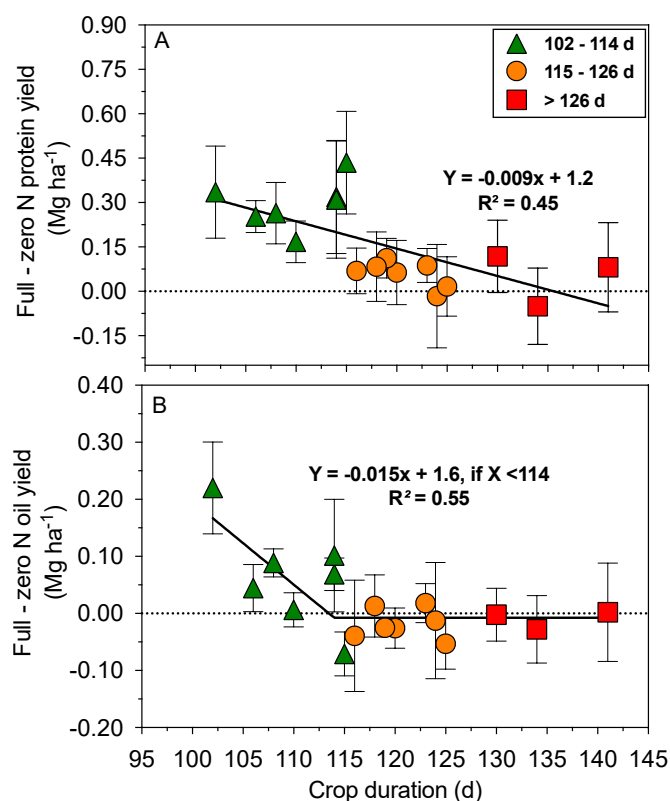 A
0.90
0.75
0.60
0.45
0.30
0.15
0.00
-0.15
Full - zero N protein yield
(Mg ha⁻¹)
102 - 114 d
115 - 126 d
> 126 d
Y = -0.009x + 1.2
R² = 0.45
B
0.40
0.30
0.20
0.10
0.00
-0.10
-0.20
Full - zero N oil yield
(Mg ha⁻¹)
Y = -0.015x + 1.6, if X <114
R² = 0.55
95 100 105 110 115 120 125 130 135 140 145
Crop duration (d)